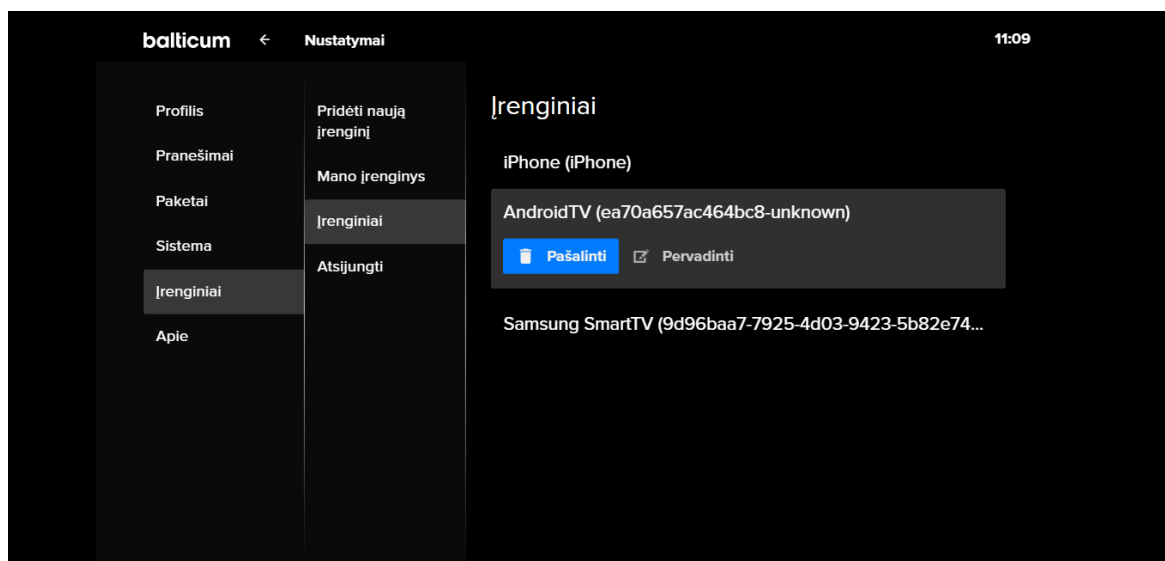 balticum
Nustatymai
11:09
Profilis
Pranešimai
Paketai
Sistema
Įrenginiai
Apie
Pridėti naują
įrenginį
Mano įrenginys
Įrenginiai
Atsijungti
Įrenginiai
iPhone (iPhone)
AndroidTV (ea70a657ac464bc8-unknown)
Pašalinti
Pervadinti
Samsung SmartTV (9d96baa7-7925-4d03-9423-5b82e74...